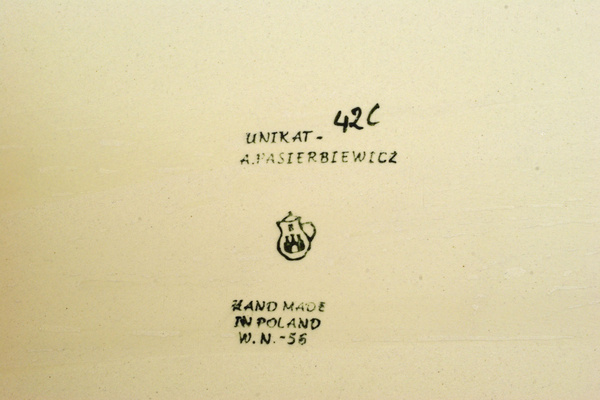 42C
UNIKAT-
A.PASIERBIEWICZ
B
HAND MADE
IN POLAND
W.N.-56